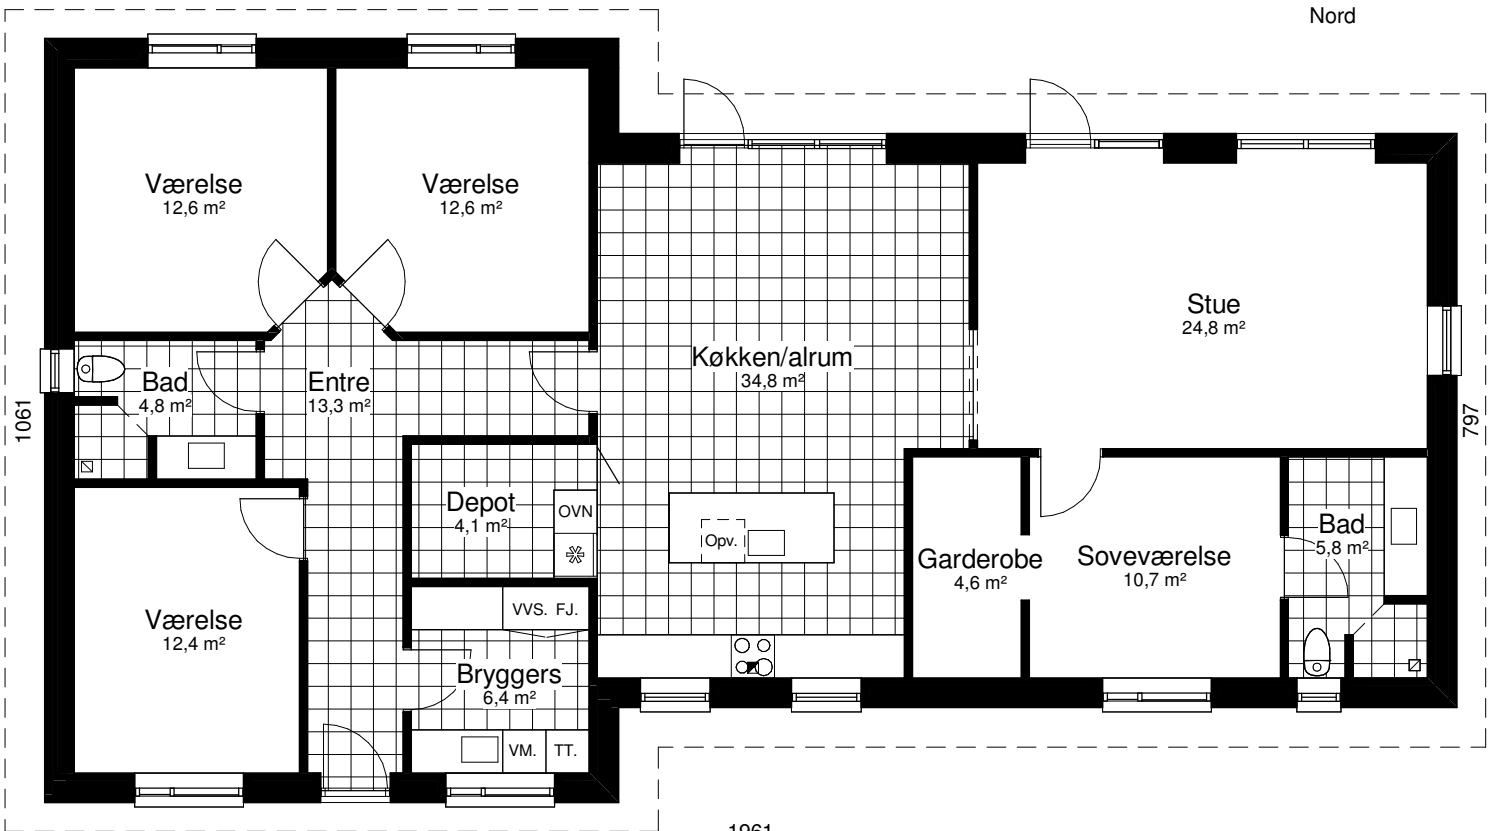 Nord
Værelse
12,6 m²
Værelse
12,6 m²
Stue
24,8 m²
Køkken/alrum
34,8 m²
Bad
4,8 m²
Entre
13,3 m²
1061
797
Depot
4,1 m²
OVN
Opv.
Bad
5,8 m²
Garderobe
4,6 m²
Soveværelse
10,7 m²
Værelse
12,4 m²
VVS. FJ.
Bryggers
6,4 m²
VM.
TT.
1961